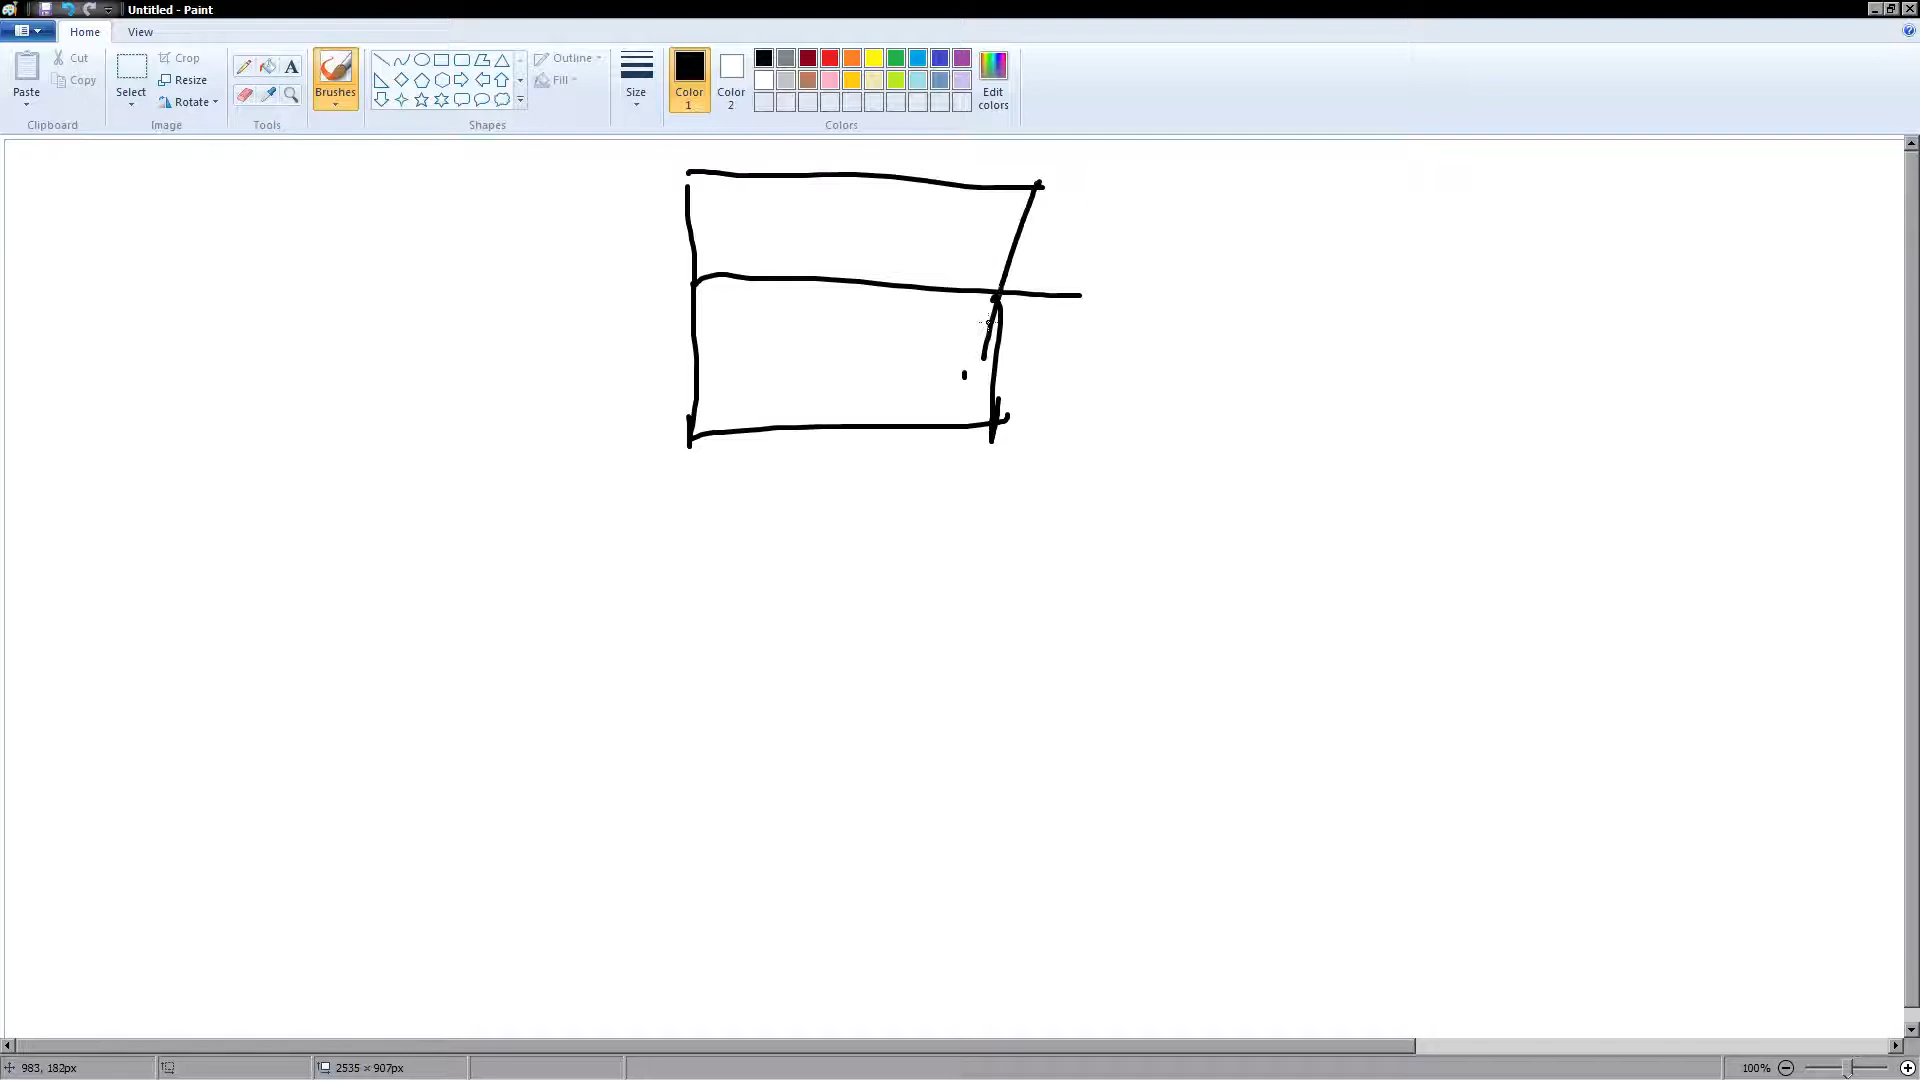 Untitled - Paint
Home View
Cut
Copy
Paste
Clipboard
Select
Crop
Resize
Rotate
Image
A
Tools
Brushes
Shapes
Outline
Fill
Size
Color 1
Color 2
Edit colors
Colors
983, 182px
2535 × 907px
100%